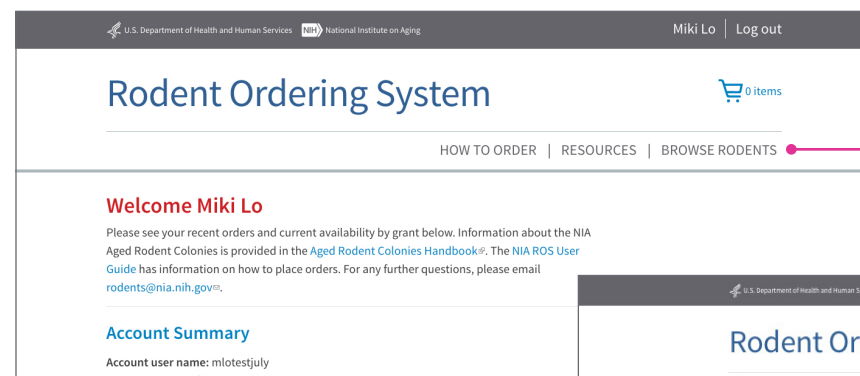 U.S. Department of Health and Human Services NIH National Institute on Aging
Miki Lo | Log out
Rodent Ordering System
0 items
HOW TO ORDER | RESOURCES | BROWSE RODENTS
Welcome Miki Lo
Please see your recent orders and current availability by grant below. Information about the NIA
Aged Rodent Colonies is provided in the Aged Rodent Colonies Handbook. The NIA ROS User
Guide has information on how to place orders. For any further questions, please email
rodents@nia.nih.gov.
Account Summary
Account user name: mlotestjuly
U.S. Department of Health and Human S
Rodent Or